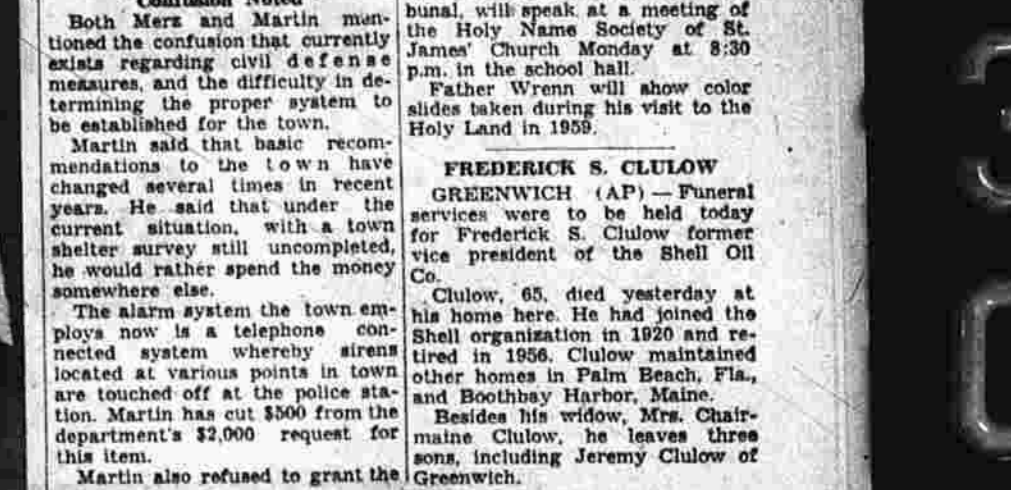 Confusion Noted
Both Merz and Martin men-
tioned the confusion that currently
exists regarding civil defense
measures, and the difficulty in de-
termining the proper system to
be established for the town.
Martin said that basic recom-
mendations to the town have
changed several times in recent
years. He said that under the
current situation, with a town
shelter survey still uncompleted,
he would rather spend the money
somewhere else.
The alarm system the town em-
ploys now is a telephone con-
nected system whereby sirens
located at various points in town
are touched off at the police sta-
tion. Martin has cut $500 from the
department's $2,000 request for
this item.
Martin also refused to grant the
bunal, will speak at a meeting of
the Holy Name Society of St.
James' Church Monday at 8:30
p.m. in the school hall.
Father Wrenn will show color
slides taken during his visit to the
Holy Land in 1959.
FREDERICK S. CLULOW
GREENWICH (AP) — Funeral
services were to be held today
for Frederick S. Clulow former
vice president of the Shell Oil
Co.
Clulow, 65, died yesterday at
his home here. He had joined the
Shell organization in 1920 and re-
tired in 1956. Clulow maintained
other homes in Palm Beach, Fla.,
and Boothbay Harbor, Maine.
Besides his widow, Mrs. Chair-
maine Clulow, he leaves three
sons, including Jeremy Clulow of
Greenwich.